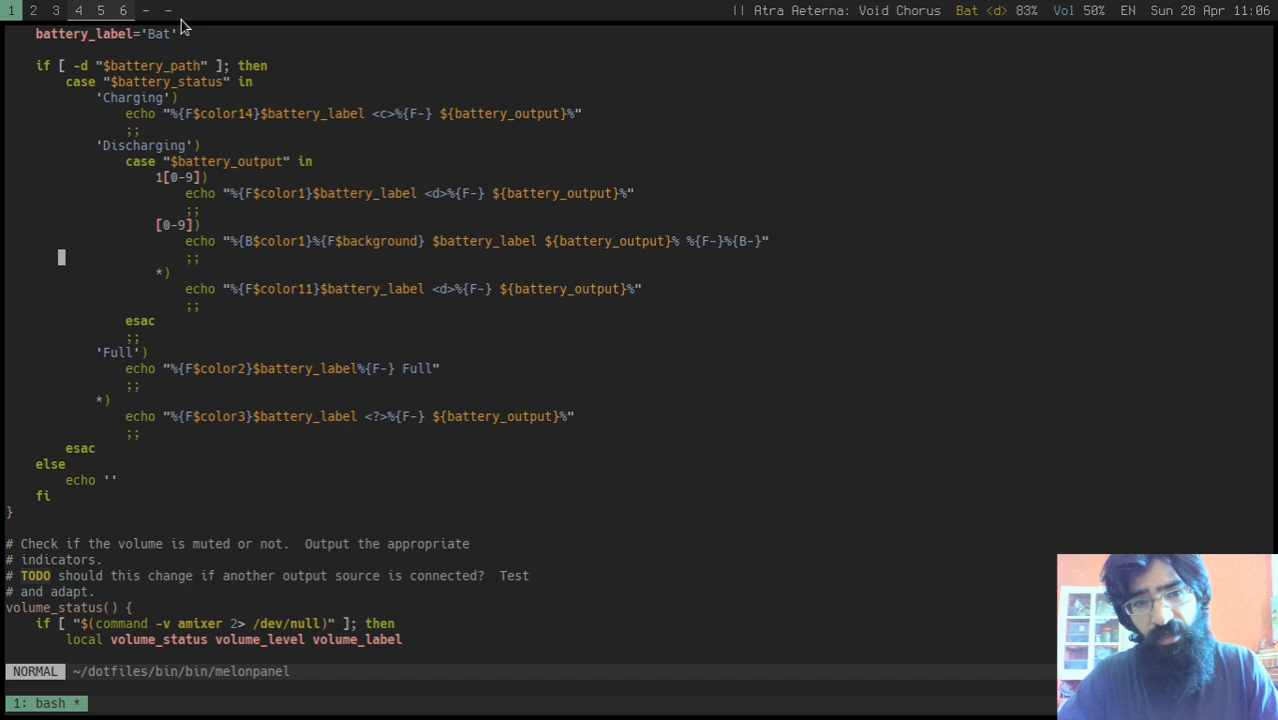 1 2 3 4 5 6 - - || Atra Aeterna: Void Chorus Bat <d> 83% Vol 50% EN Sun 28 Apr 11:06
battery_label='Bat'
if [ -d "$battery_path" ]; then
case "$battery_status" in
'Charging')
echo "%{F$color14}$battery_label <c>%{F-} ${battery_output}%"
;;
'Discharging')
case "$battery_output" in
1[0-9])
echo "%{F$color1}$battery_label <d>%{F-} ${battery_output}%"
;;
[0-9])
echo "%{B$color1}%{F$background} $battery_label ${battery_output}% %{F-}%{B-}"
;;
*)
echo "%{F$color11}$battery_label <d>%{F-} ${battery_output}%"
;;
esac
;;
'Full')
echo "%{F$color2}$battery_label%{F-} Full"
;;
*)
echo "%{F$color3}$battery_label <?>%{F-} ${battery_output}%"
;;
esac
else
echo ''
fi
}
# Check if the volume is muted or not.  Output the appropriate
# indicators.
# TODO should this change if another output source is connected?  Test
# and adapt.
volume_status() {
if [ "$(command -v amixer 2> /dev/null)" ]; then
local volume_status volume_level volume_label
NORMAL ~/dotfiles/bin/bin/melonpanel
1: bash *